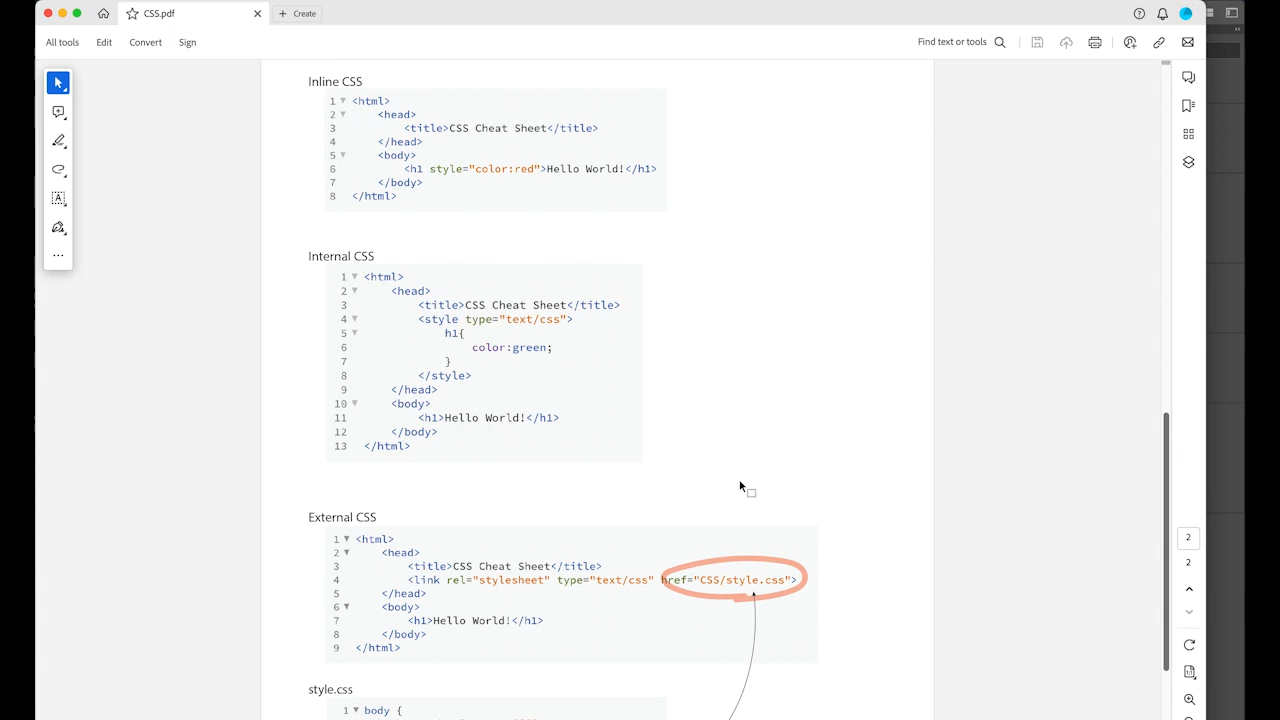 CSS.pdf
Create
All tools Edit Convert Sign
Find text or tools
Inline CSS
1 <html>
2 <head>
3 <title>CSS Cheat Sheet</title>
4 </head>
5 <body>
6 <h1 style="color:red">Hello World!</h1>
7 </body>
8 </html>
Internal CSS
1 <html>
2 <head>
3 <title>CSS Cheat Sheet</title>
4 <style type="text/css">
5 h1{
6 color:green;
7 }
8 </style>
9 </head>
10 <body>
11 <h1>Hello World!</h1>
12 </body>
13 </html>
External CSS
1 <html>
2 <head>
3 <title>CSS Cheat Sheet</title>
4 <link rel="stylesheet" type="text/css" href="CSS/style.css">
5 </head>
6 <body>
7 <h1>Hello World!</h1>
8 </body>
9 </html>
2
2
style.css
1 body {